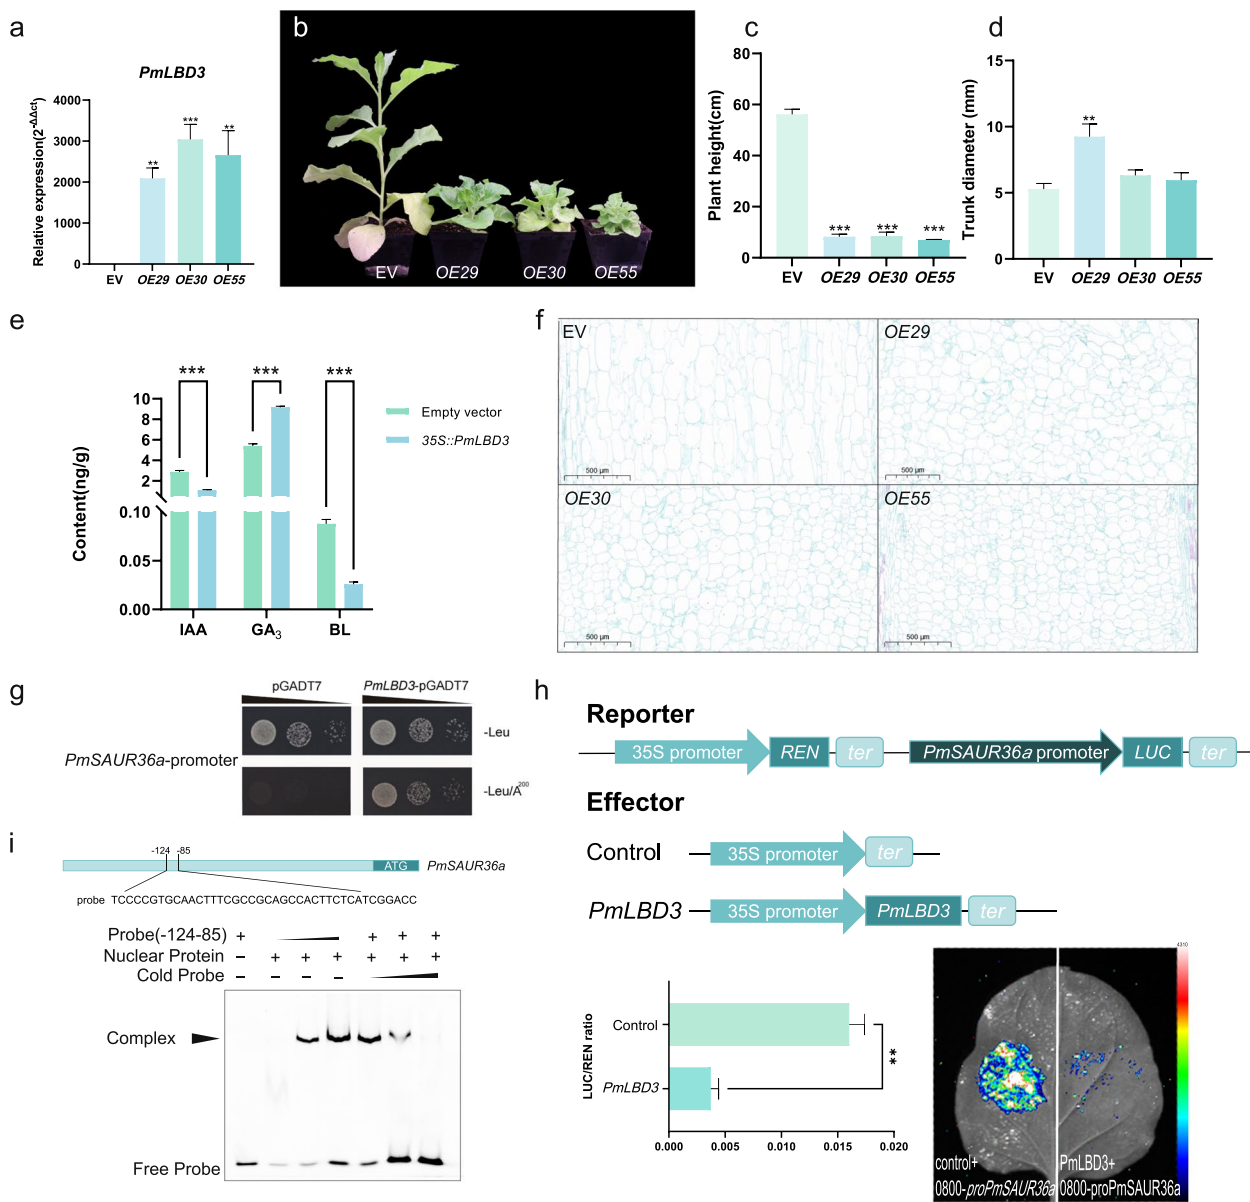 a
PmLBD3
Relative expression(2-ΔΔct)
4000
3000
2000
1000
0
**
***
**
EV OE29 OE30 OE55
b
EV OE29 OE30 OE55
c
Plant height(cm)
80
60
40
20
0
*** *** ***
EV OE29 OE30 OE55
d
Trunk diameter (mm)
15
10
5
0
**
EV OE29 OE30 OE55
e
Content(ng/g)
10
8
6
4
2
0.10
0.05
0.00
*** *** ***
IAA GA3 BL
Empty vector
35S::PmLBD3
f
EV
500 μm
OE29
500 μm
OE30
500 μm
OE55
500 μm
g
pGADT7 PmLBD3-pGADT7
PmSAUR36a-promoter
-Leu
-Leu/A200
h
Reporter
35S promoter REN ter PmSAUR36a promoter LUC ter
Effector
Control 35S promoter ter
PmLBD3 35S promoter PmLBD3 ter
LUC/REN ratio
Control
PmLBD3
**
0.000 0.005 0.010 0.015 0.020
4310
control+
0800-proPmSAUR36a
PmLBD3+
0800-proPmSAUR36a
i
-124 -85
ATG PmSAUR36a
probe TCCCCGTGCAACTTTCGCCGCAGCCACTTCTCATCGGACC
Probe(-124-85) + + + +
Nuclear Protein − + + + + + +
Cold Probe − − − −
Complex
Free Probe